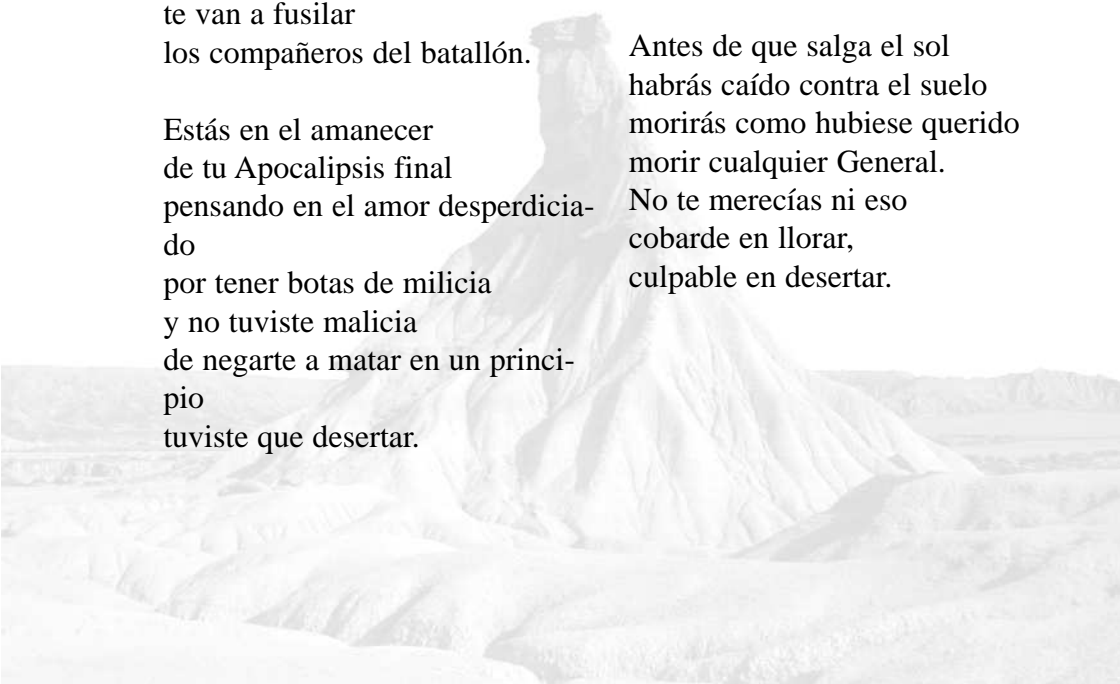 te van a fusilar
los compañeros del batallón.
Estás en el amanecer
de tu Apocalipsis final
pensando en el amor desperdicia-
do
por tener botas de milicia
y no tuviste malicia
de negarte a matar en un princi-
pio
tuviste que desertar.
Antes de que salga el sol
habrás caído contra el suelo
morirás como hubiese querido
morir cualquier General.
No te merecías ni eso
cobarde en llorar,
culpable en desertar.